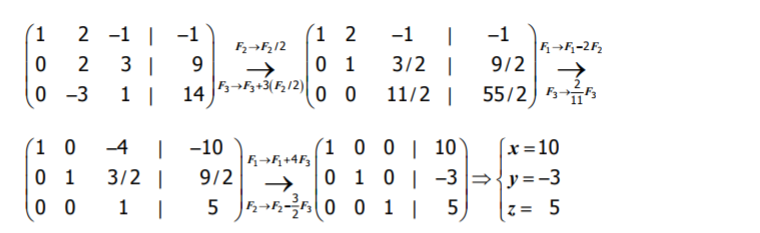 1 2 −1 | −1 F₂→F₂/2 1 2 −1 | −1 F₁→F₁−2F₂
0 2 3 | 9 → 0 1 3/2 | 9/2 →
0 −3 1 | 14 F₃→F₃+3(F₂/2) 0 0 11/2 | 55/2 F₃→2/11 F₃
1 0 −4 | −10 F₁→F₁+4F₃ 1 0 0 | 10 x = 10
0 1 3/2 | 9/2 → 0 1 0 | −3 ⇒ y = −3
0 0 1 | 5 F₂→F₂−3/2 F₃ 0 0 1 | 5 z = 5